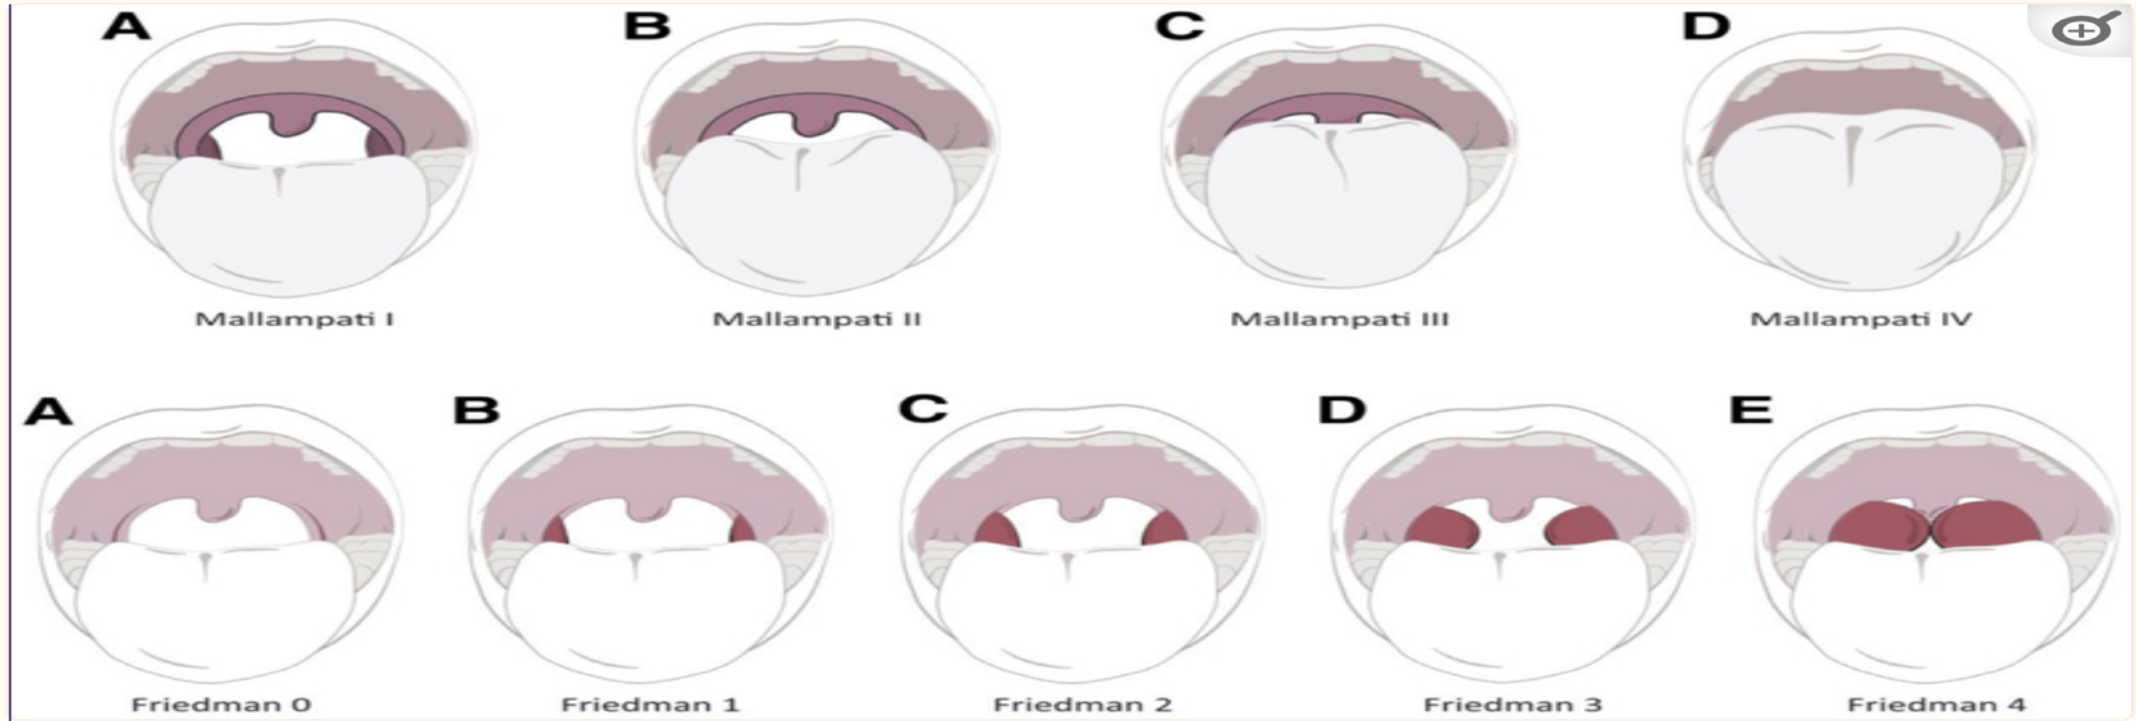 A B C D
Mallampati I Mallampati II Mallampati III Mallampati IV
A B C D E
Friedman 0 Friedman 1 Friedman 2 Friedman 3 Friedman 4